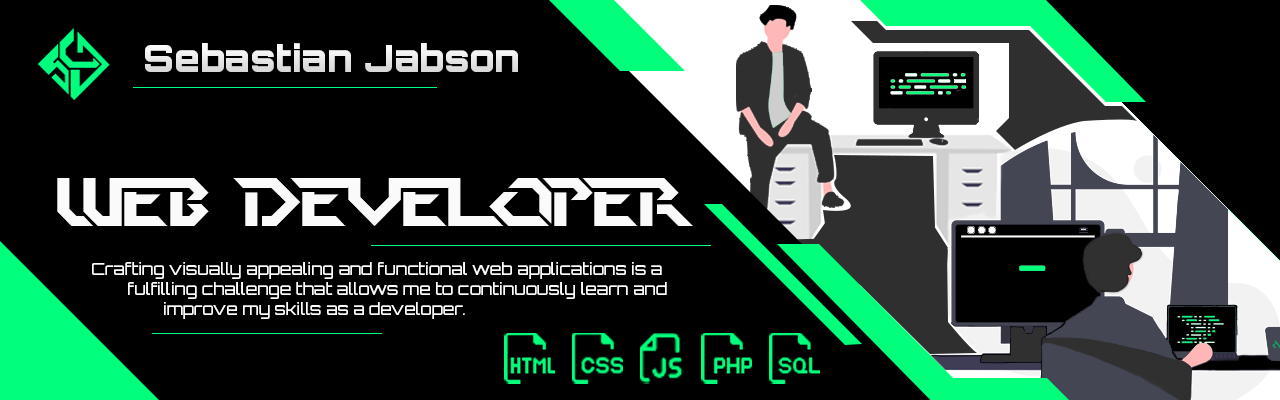 Sebastian Jabson
WEB DEVELOPER
Crafting visually appealing and functional web applications is a
fulfilling challenge that allows me to continuously learn and
improve my skills as a developer.
HTML CSS JS PHP SQL